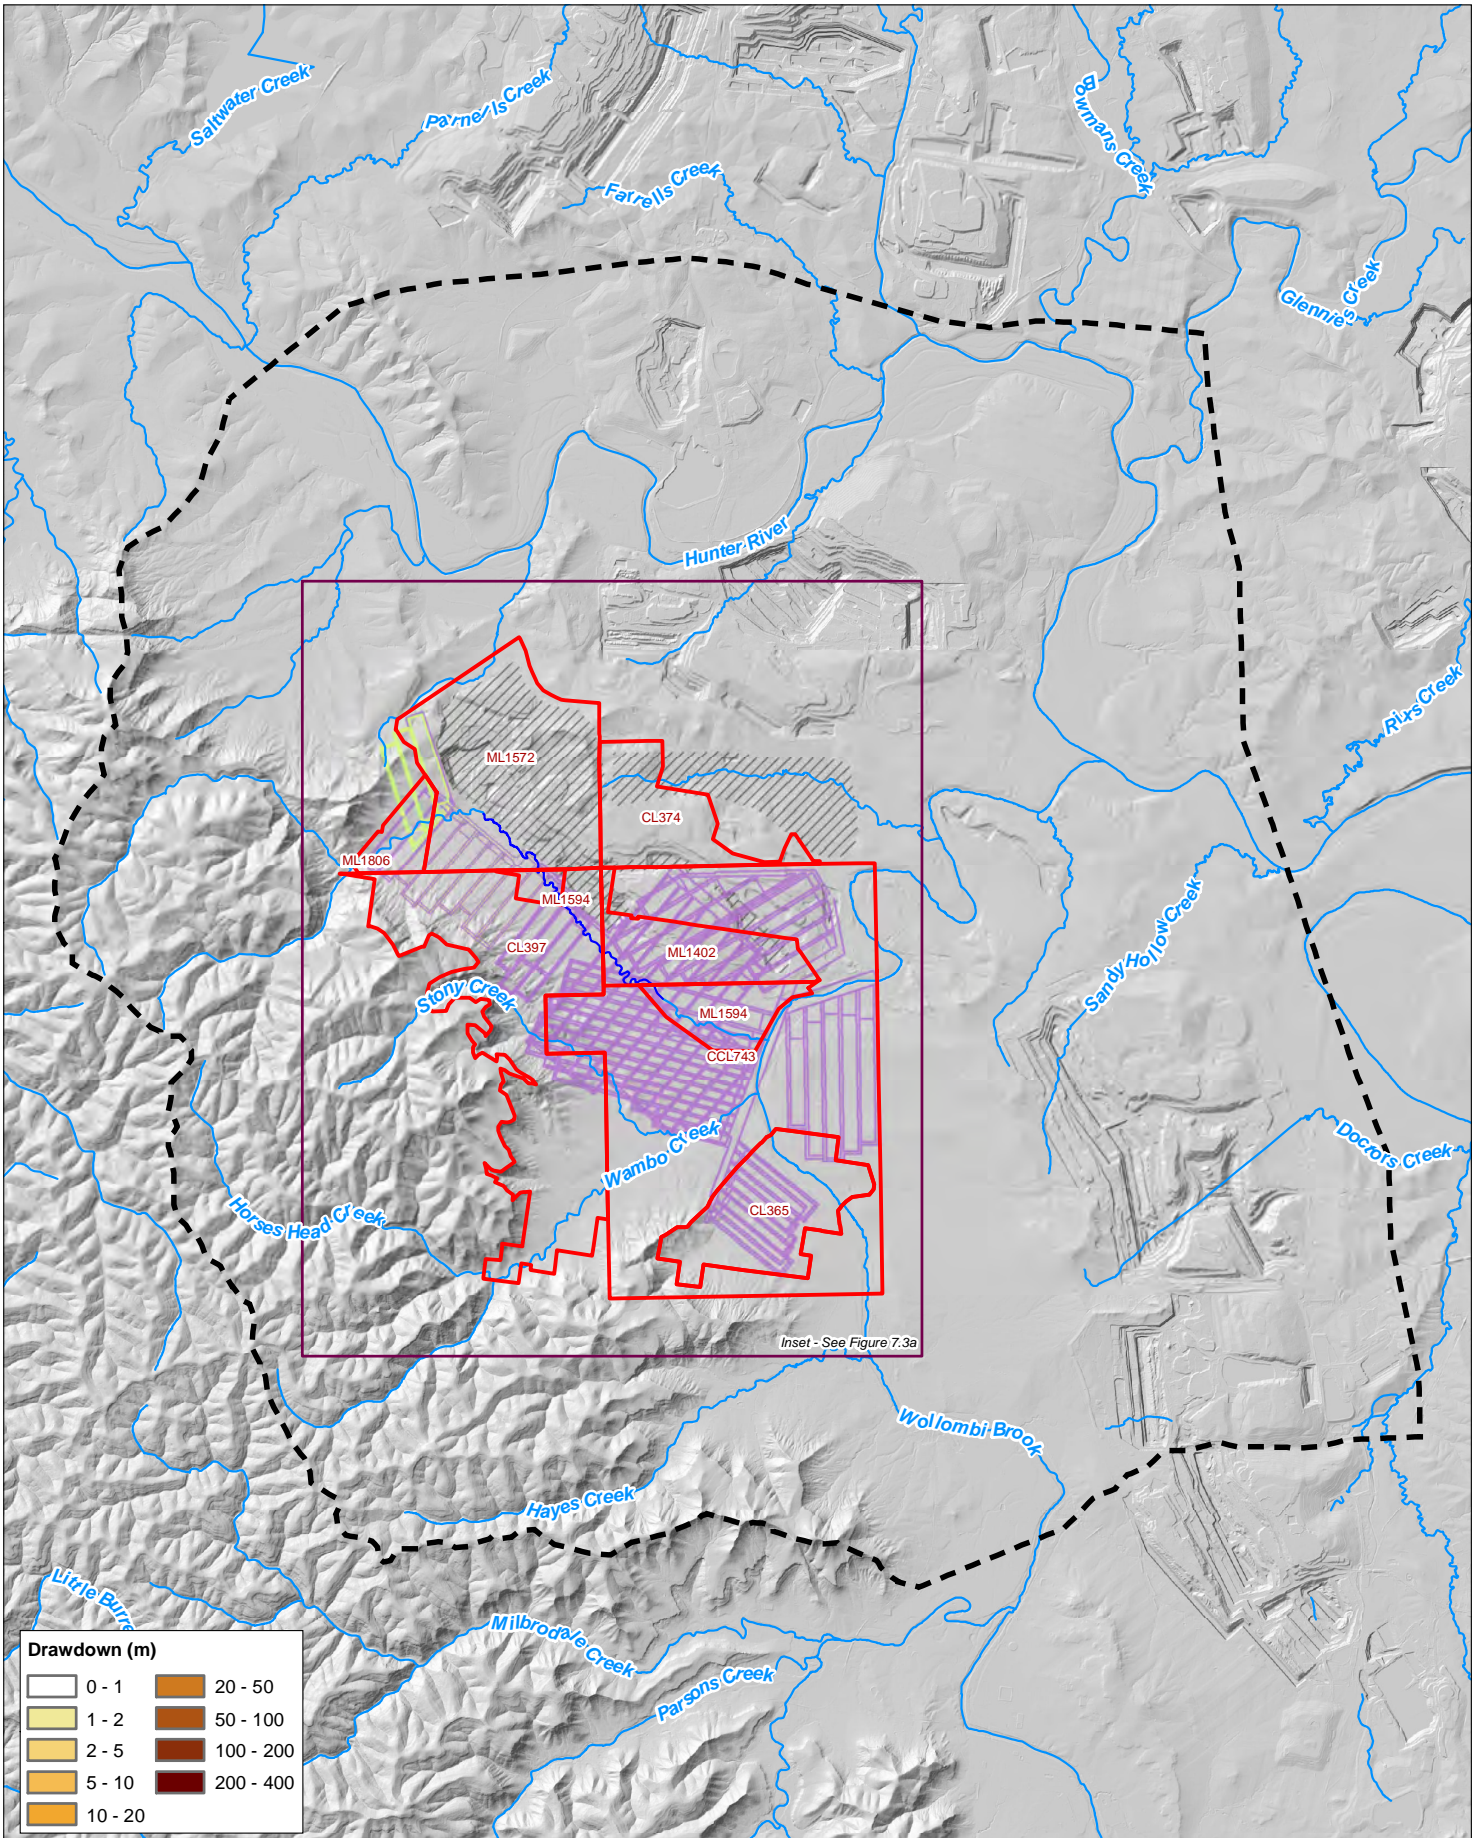 Saltwater Creek
Parnells Creek
Bowmans Creek
Farrells Creek
Glennies Creek
Hunter River
Rixs Creek
ML1572
CL374
ML1806
ML1594
CL397
ML1402
Sandy Hollow Creek
Stony Creek
ML1594
CCL743
Wambo Creek
Doctors Creek
Horses Head Creek
CL365
Inset - See Figure 7.3a
Wollombi Brook
Hayes Creek
Little Burre
Milbrodale Creek
Parsons Creek
Drawdown (m)
0 - 1
1 - 2
2 - 5
5 - 10
10 - 20
20 - 50
50 - 100
100 - 200
200 - 400